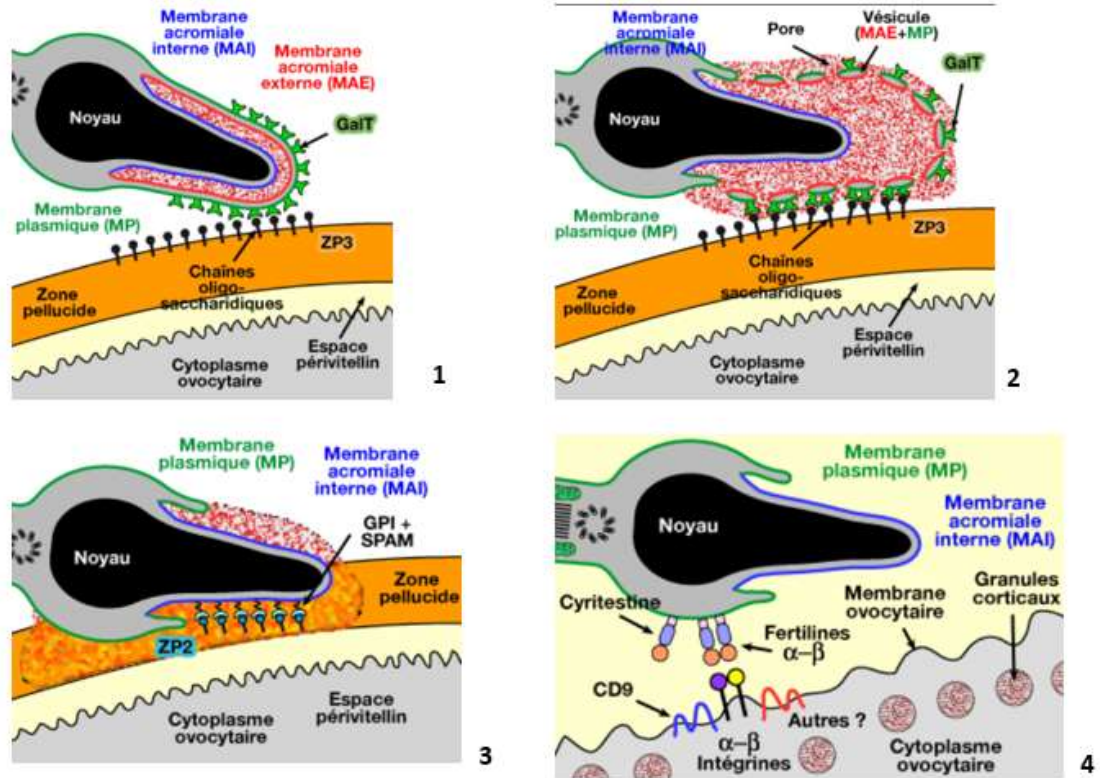 Membrane
acromiale
interne (MAI)
Membrane
acromiale
externe (MAE)
Noyau
GalT
Membrane
plasmique (MP)
ZP3
Chaînes
oligo-
saccharidiques
Zone
pellucide
Espace
périvitellin
Cytoplasme
ovocytaire
1
Membrane
acromiale
interne (MAI)
Pore
Vésicule
(MAE+MP)
GalT
Noyau
Membrane
plasmique (MP)
ZP3
Chaînes
oligo-
saccharidiques
Zone
pellucide
Espace
périvitellin
Cytoplasme
ovocytaire
2
Membrane
plasmique (MP)
Membrane
acromiale
interne (MAI)
GPI +
SPAM
Noyau
Zone
pellucide
ZP2
Espace
périvitellin
Cytoplasme
ovocytaire
3
Membrane
plasmique (MP)
Noyau
Membrane
acromiale
interne (MAI)
Cyritestine
Membrane
ovocytaire
Granules
corticaux
Fertilines
α–β
CD9
Autres ?
α–β
Intégrines
Cytoplasme
ovocytaire
4